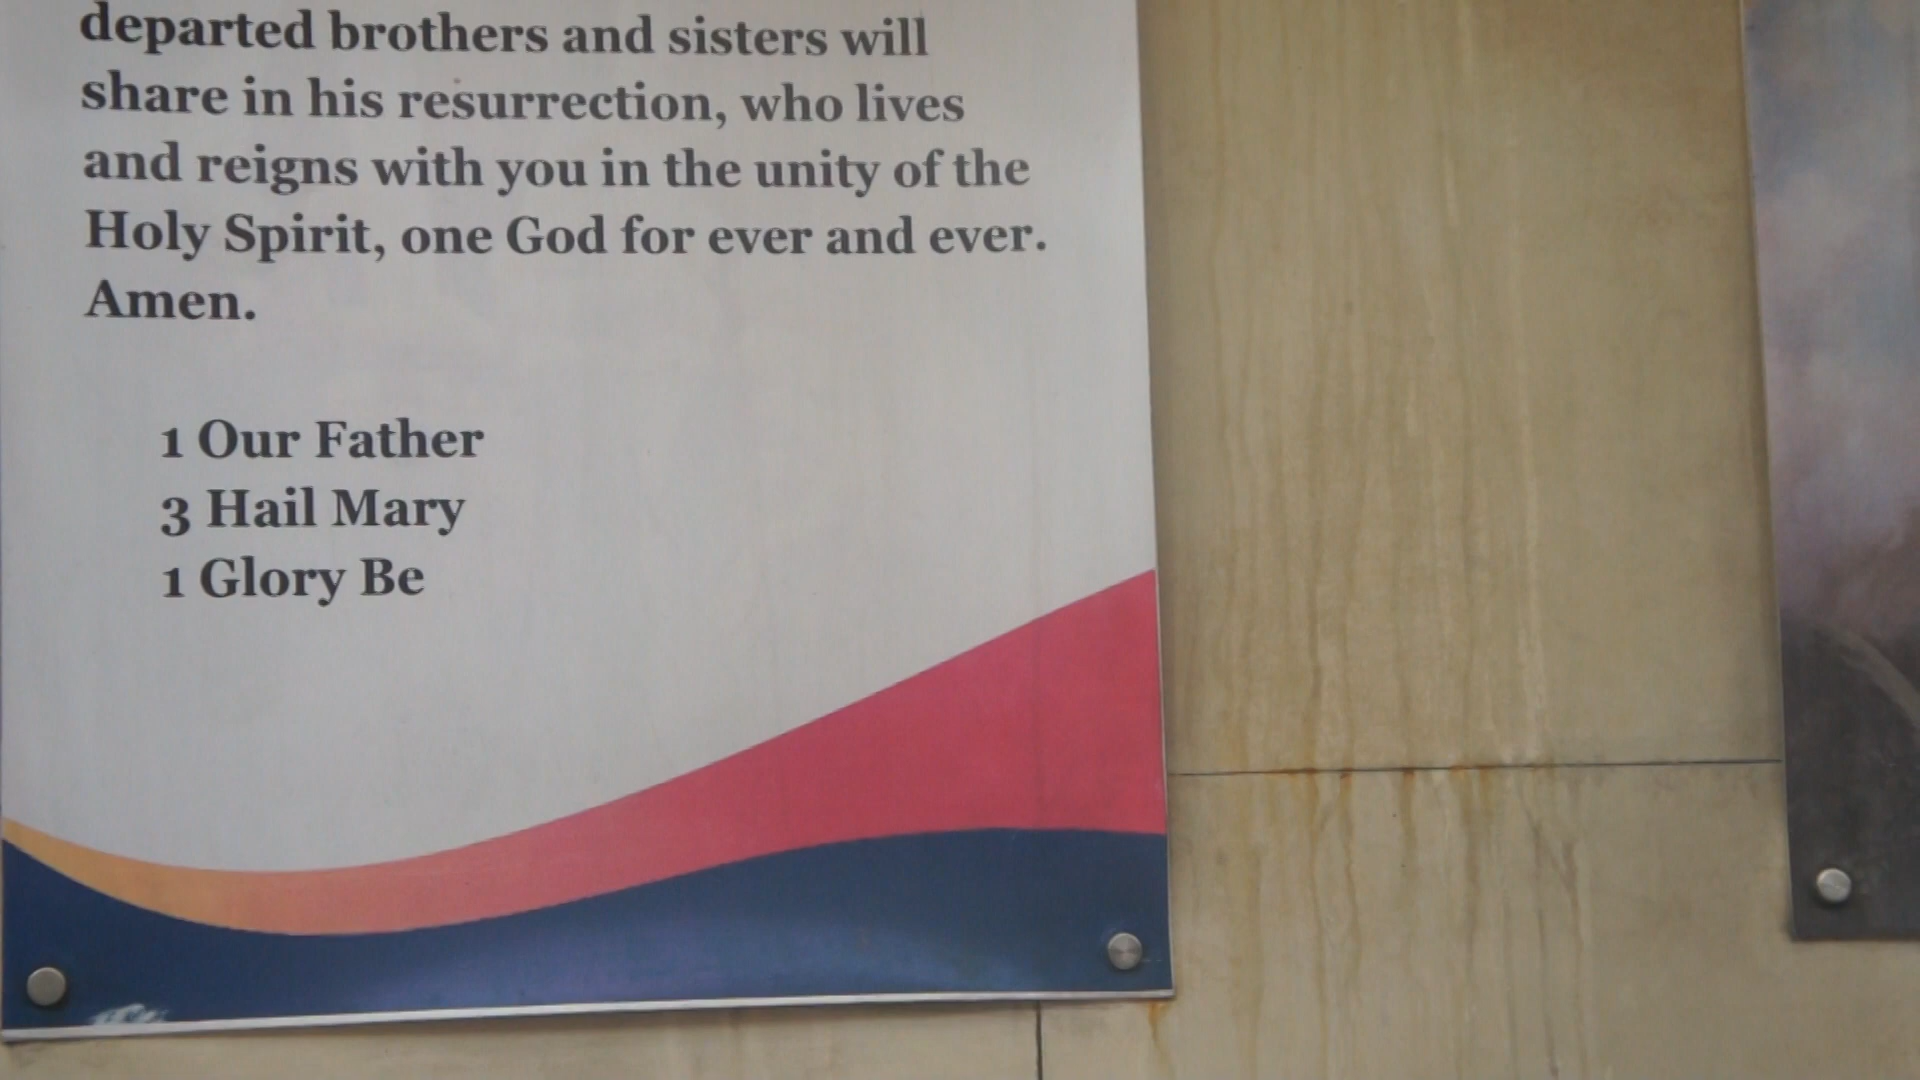 departed brothers and sisters will
share in his resurrection, who lives
and reigns with you in the unity of the
Holy Spirit, one God for ever and ever.
Amen.
1 Our Father
3 Hail Mary
1 Glory Be